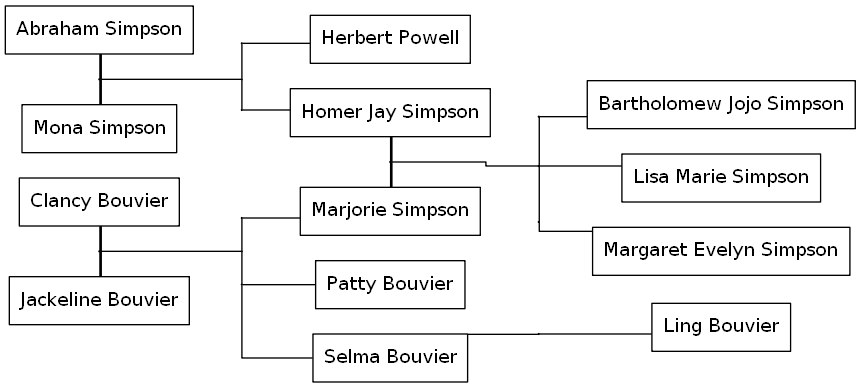 Abraham Simpson
Herbert Powell
Bartholomew Jojo Simpson
Homer Jay Simpson
Mona Simpson
Lisa Marie Simpson
Clancy Bouvier
Marjorie Simpson
Margaret Evelyn Simpson
Patty Bouvier
Jackeline Bouvier
Ling Bouvier
Selma Bouvier